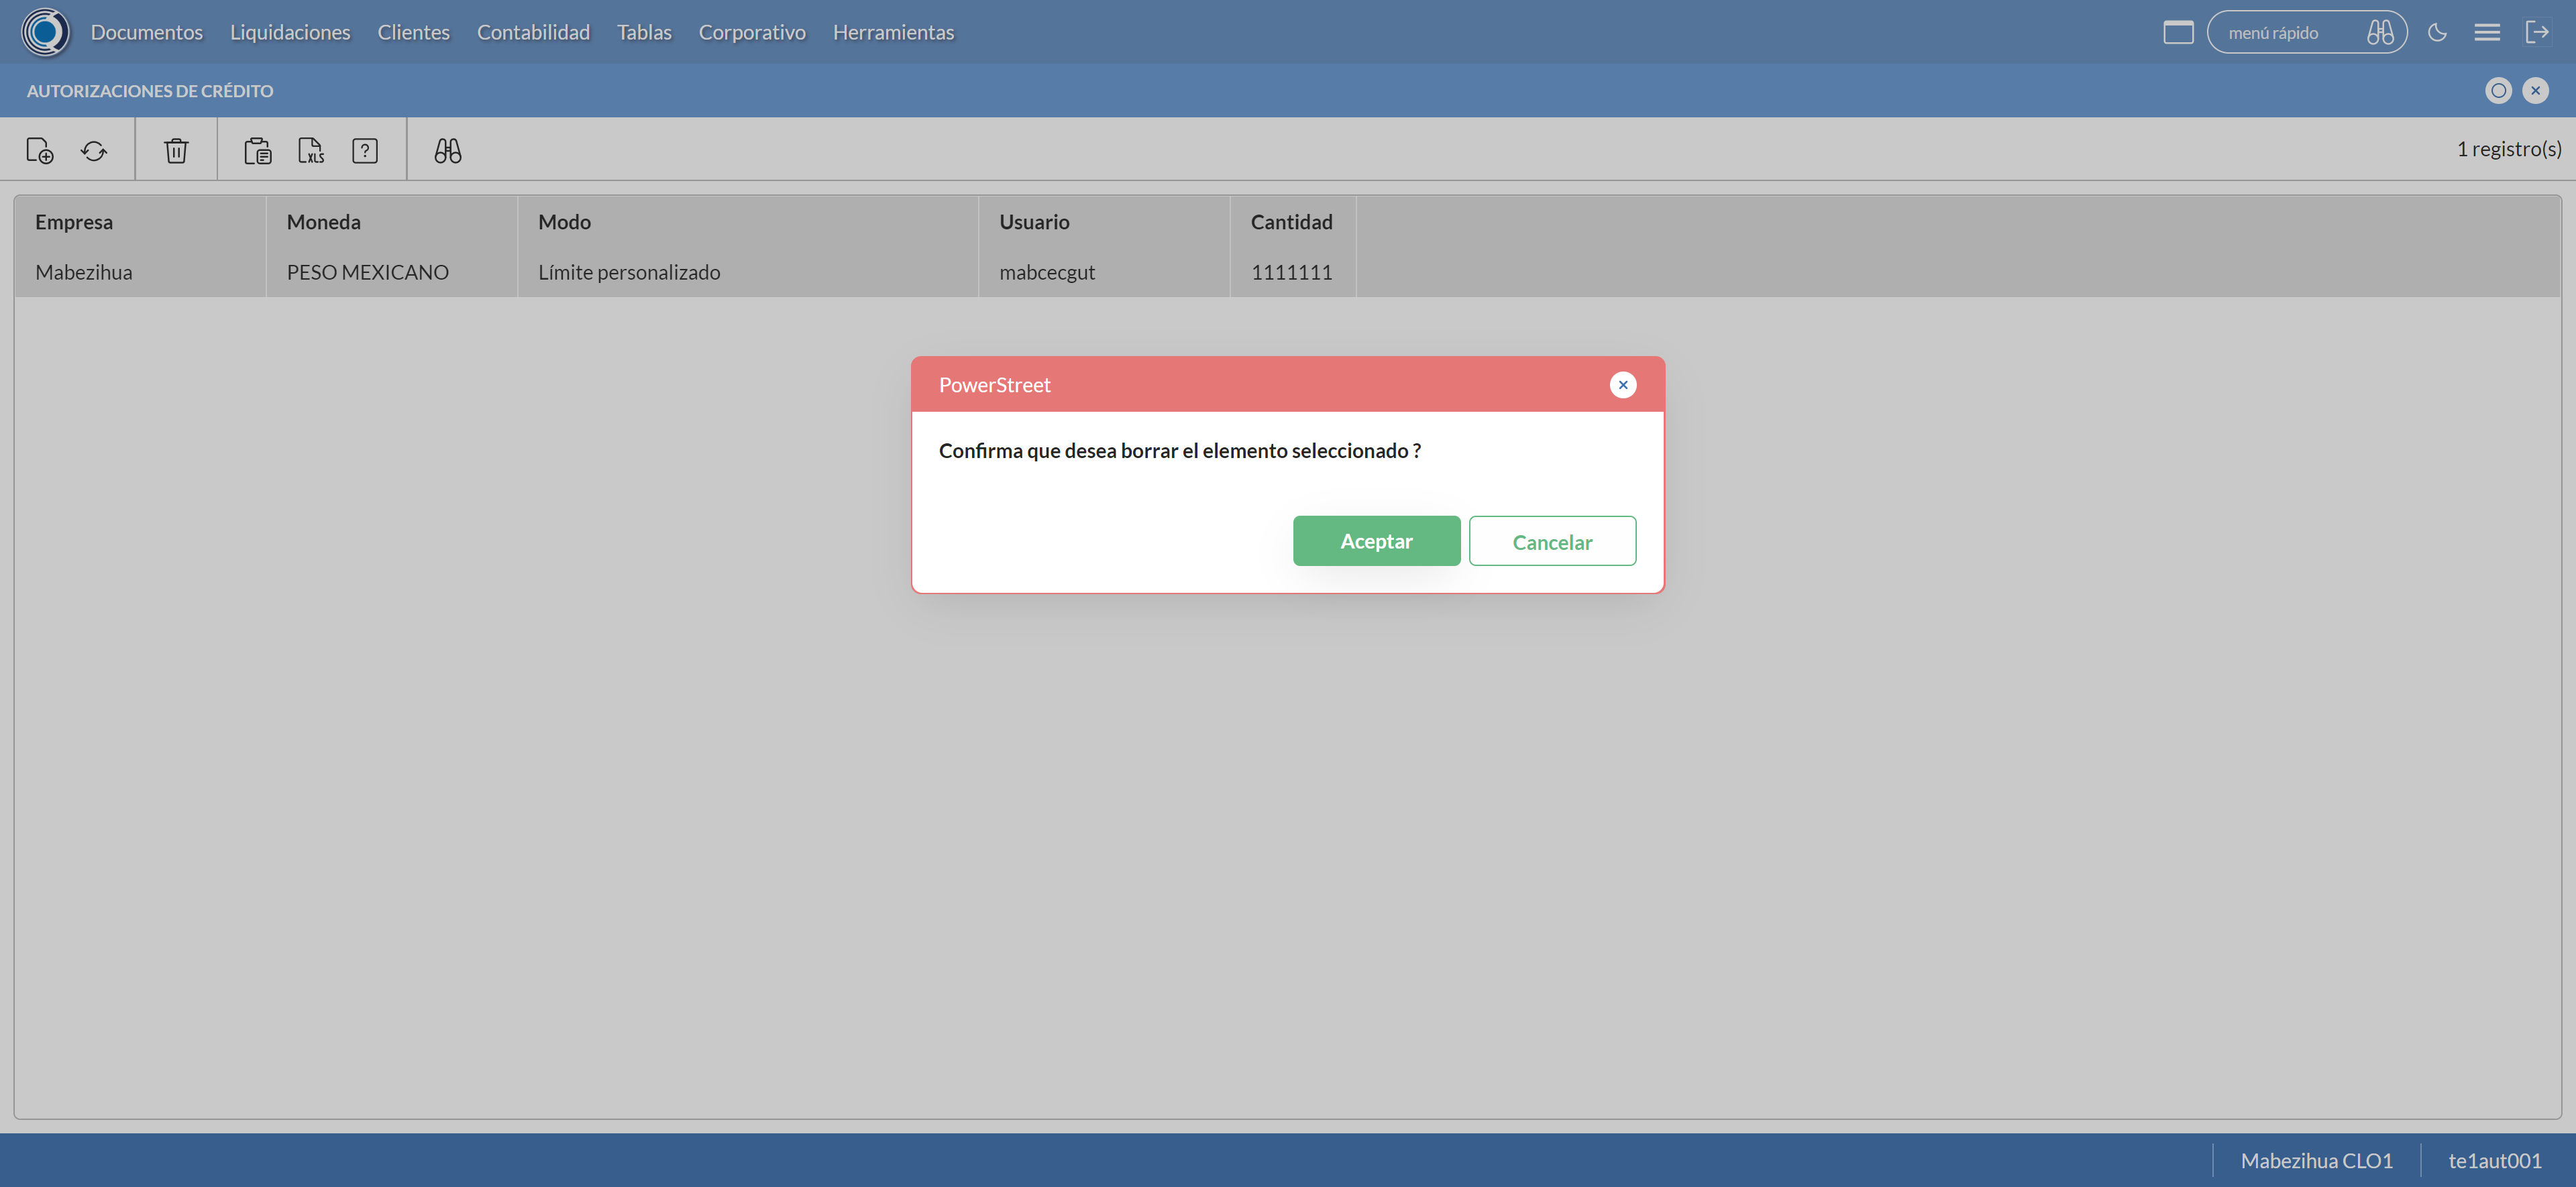 Documentos Liquidaciones Clientes Contabilidad Tablas Corporativo Herramientas menú rápido
AUTORIZACIONES DE CRÉDITO
XLS ? 1 registro(s)
Empresa Moneda Modo Usuario Cantidad
Mabezihua PESO MEXICANO Límite personalizado mabcecgut 1111111
PowerStreet
Confirma que desea borrar el elemento seleccionado ?
Aceptar Cancelar
Mabezihua CLO1 te1aut001